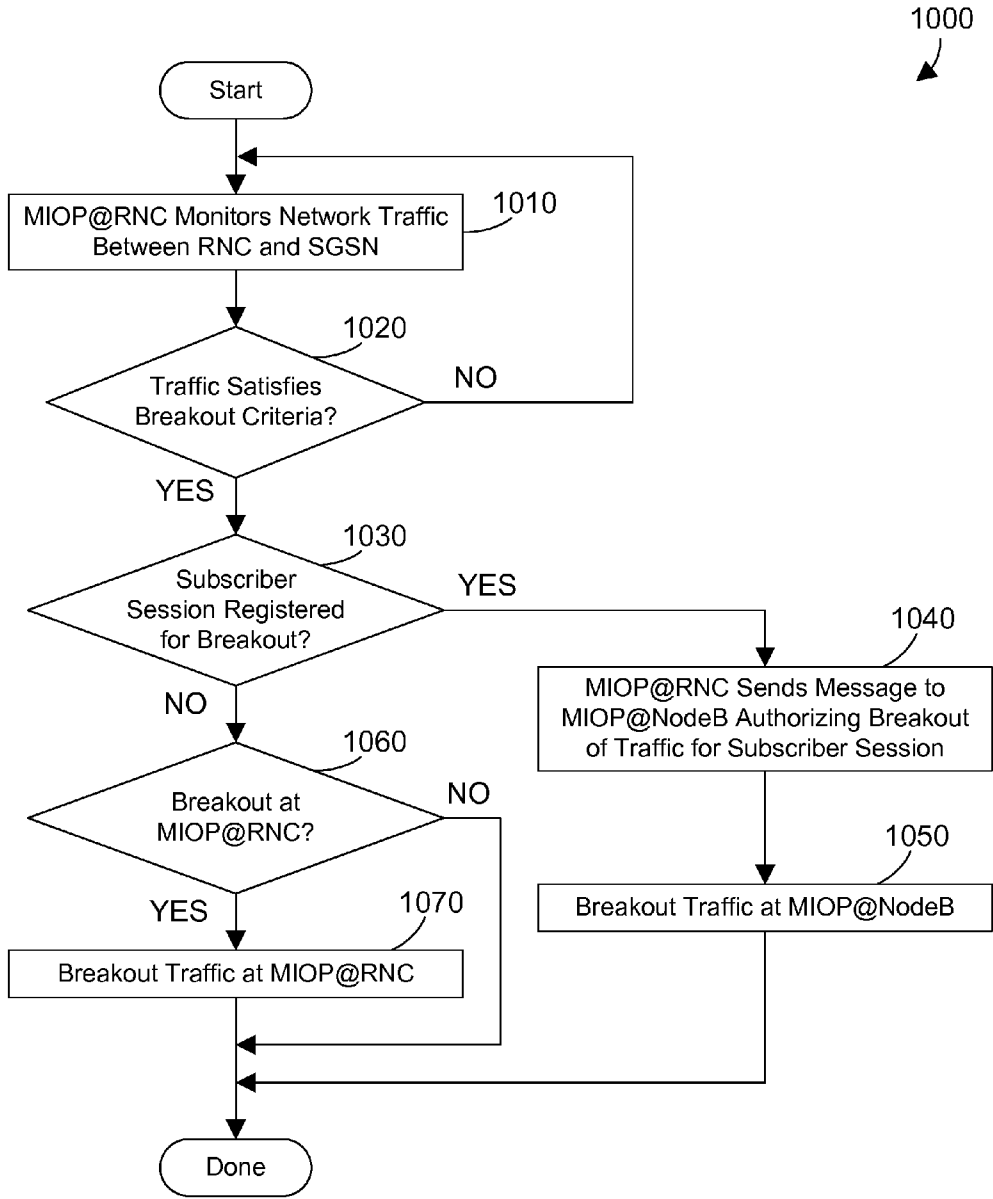 1000
Start
MIOP@RNC Monitors Network Traffic
Between RNC and SGSN
1010
1020
Traffic Satisfies
Breakout Criteria?
NO
YES
1030
Subscriber
Session Registered
for Breakout?
YES
NO
1040
MIOP@RNC Sends Message to
MIOP@NodeB Authorizing Breakout
of Traffic for Subscriber Session
1060
Breakout at
MIOP@RNC?
NO
YES
1050
Breakout Traffic at MIOP@NodeB
1070
Breakout Traffic at MIOP@RNC
Done